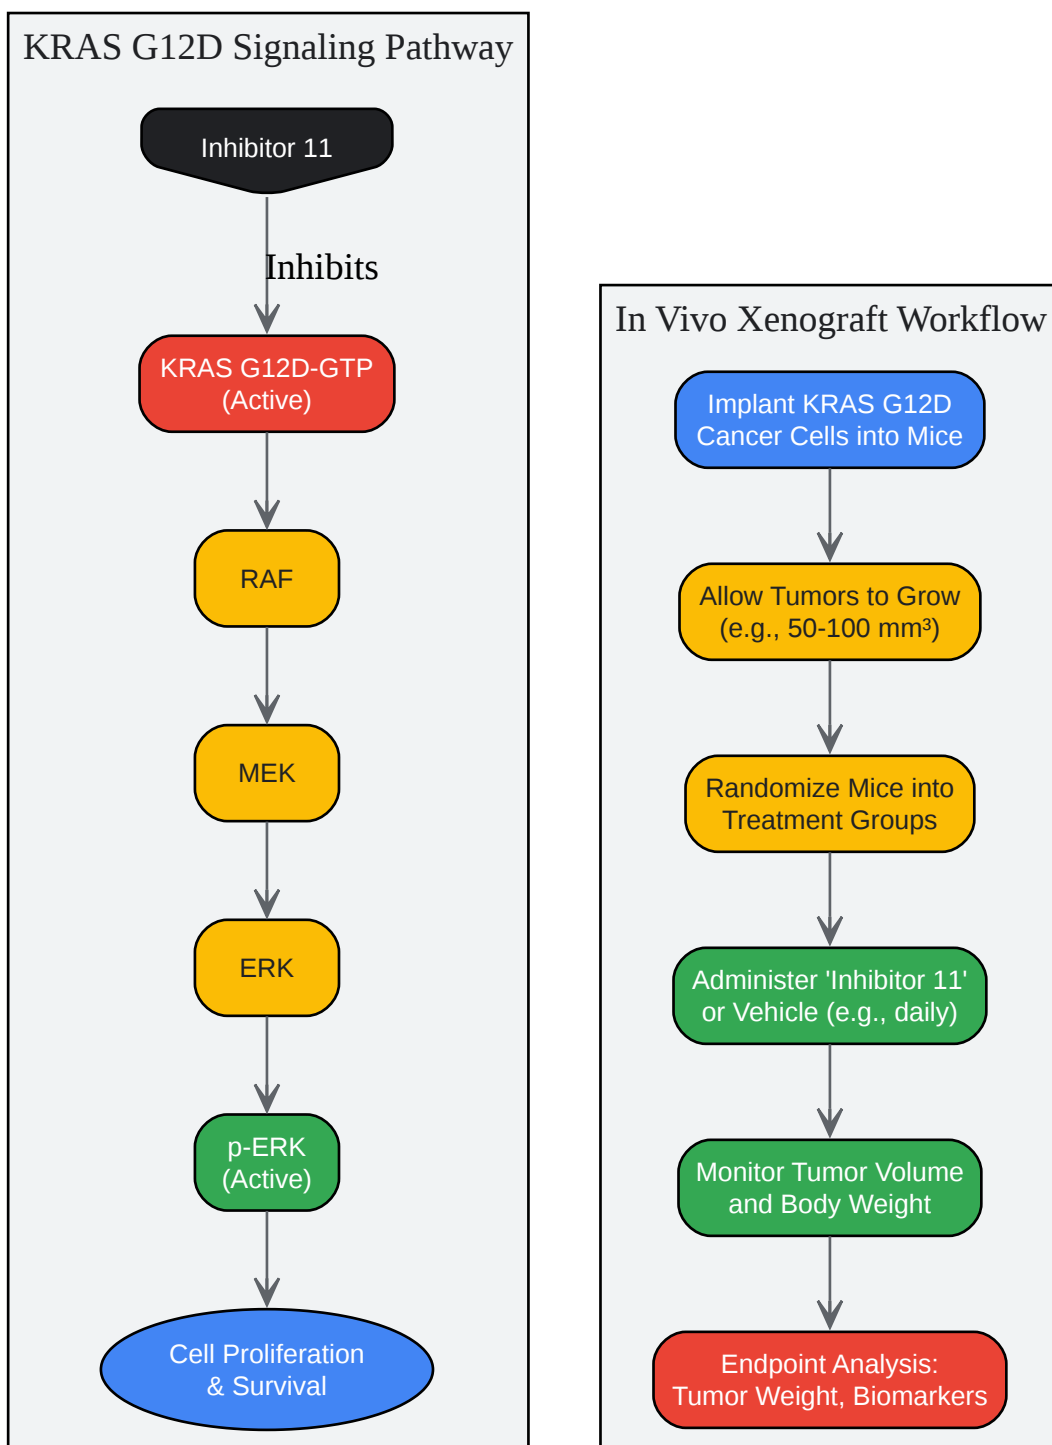 KRAS G12D Signaling Pathway
Inhibitor 11
Inhibits
KRAS G12D-GTP
(Active)
RAF
MEK
ERK
p-ERK
(Active)
Cell Proliferation
& Survival
In Vivo Xenograft Workflow
Implant KRAS G12D
Cancer Cells into Mice
Allow Tumors to Grow
(e.g., 50-100 mm³)
Randomize Mice into
Treatment Groups
Administer 'Inhibitor 11'
or Vehicle (e.g., daily)
Monitor Tumor Volume
and Body Weight
Endpoint Analysis:
Tumor Weight, Biomarkers